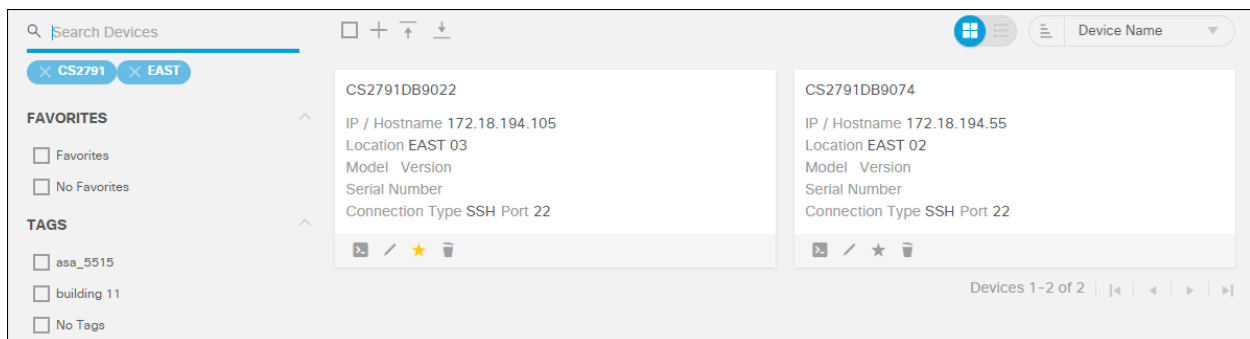 Search Devices
CS2791 EAST
FAVORITES
Favorites
No Favorites
TAGS
asa_5515
building 11
No Tags
Device Name
CS2791DB9022
IP / Hostname 172.18.194.105
Location EAST 03
Model Version
Serial Number
Connection Type SSH Port 22
CS2791DB9074
IP / Hostname 172.18.194.55
Location EAST 02
Model Version
Serial Number
Connection Type SSH Port 22
Devices 1-2 of 2